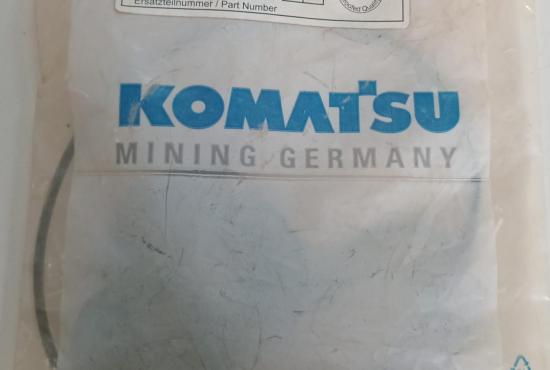 Ersatzteilnummer / Part Number
KOMATSU
MINING GERMANY